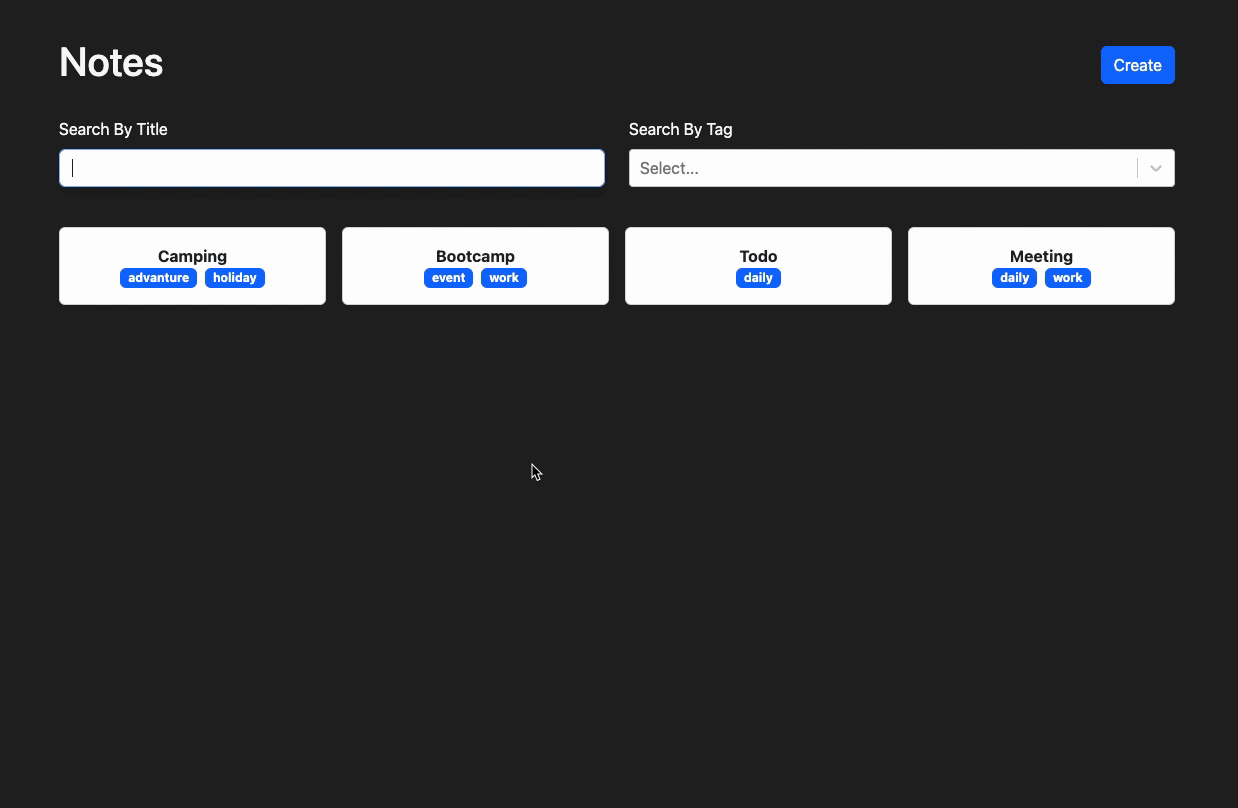 Notes
Create
Search By Title
Search By Tag
Select...
Camping
advanture holiday
Bootcamp
event work
Todo
daily
Meeting
daily work